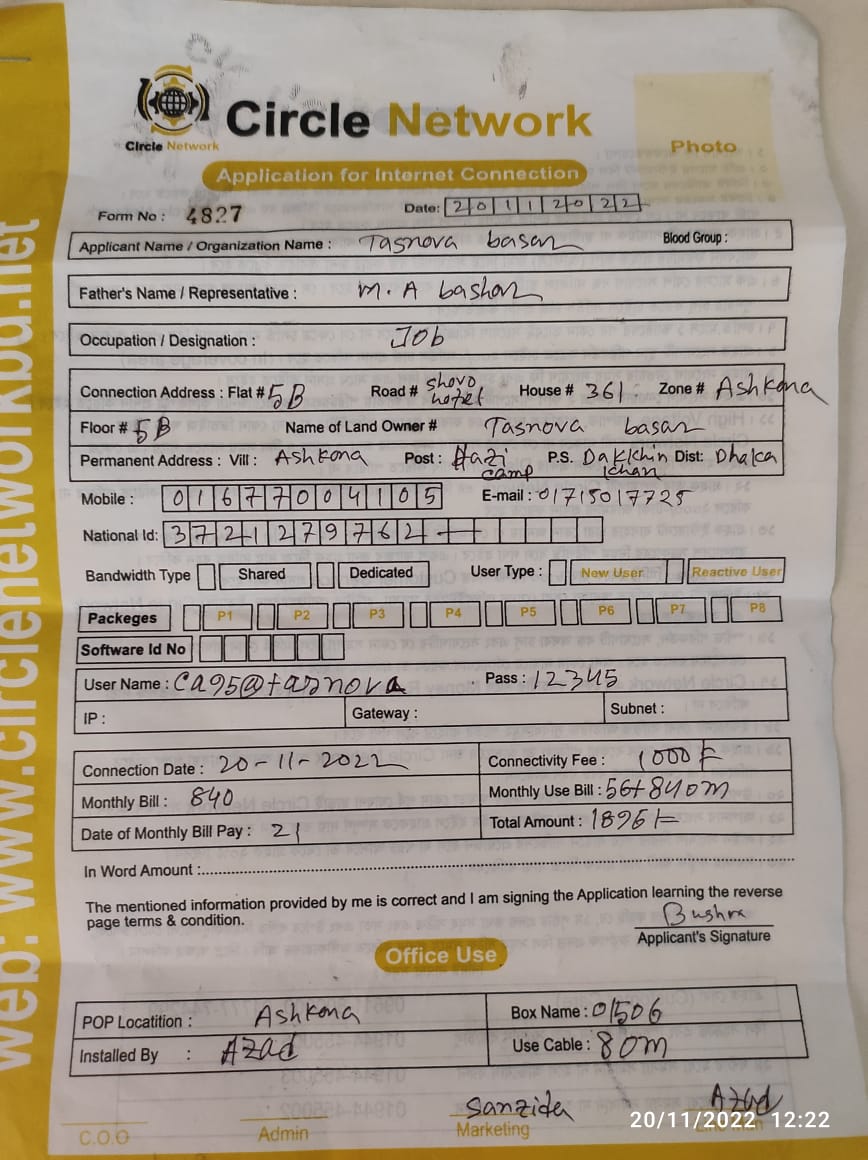 Circle Network
Circle Network
Photo
Application for Internet Connection
Form No : 4827
Date: 20112022
Applicant Name / Organization Name : Tasnova basar
Blood Group :
Father's Name / Representative : M. A bashar
Occupation / Designation : Job
Connection Address : Flat # 5B Road # shovo hotel House # 361 Zone # Ashkona
Floor # 5B Name of Land Owner # Tasnova basar
Permanent Address : Vill : Ashkona Post : Hazi camp P.S. Dakkhin khan Dist: Dhaka
Mobile : 01677004105 E-mail : 01715017725
National Id: 3721279762
Bandwidth Type Shared Dedicated User Type : New User Reactive User
Packeges P1 P2 P3 P4 P5 P6 P7 P8
Software Id No
User Name : ca95@tasnova Pass : 12345
IP : Gateway : Subnet :
Connection Date : 20-11-2022 Connectivity Fee : 1000/-
Monthly Bill : 840 Monthly Use Bill : 56+840m
Date of Monthly Bill Pay : 21 Total Amount : 1896/-
In Word Amount :
The mentioned information provided by me is correct and I am signing the Application learning the reverse
page terms & condition.
Bushra
Applicant's Signature
Office Use
POP Locatition : Ashkona Box Name : 01506
Installed By : Azad Use Cable : 80m
Sanzida Azad
C.O.O Admin Marketing
20/11/2022 12:22
web: www.circlenetworkbd.net